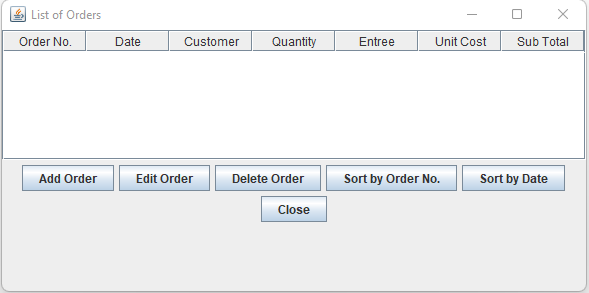 List of Orders
Order No. Date Customer Quantity Entree Unit Cost Sub Total
Add Order Edit Order Delete Order Sort by Order No. Sort by Date
Close